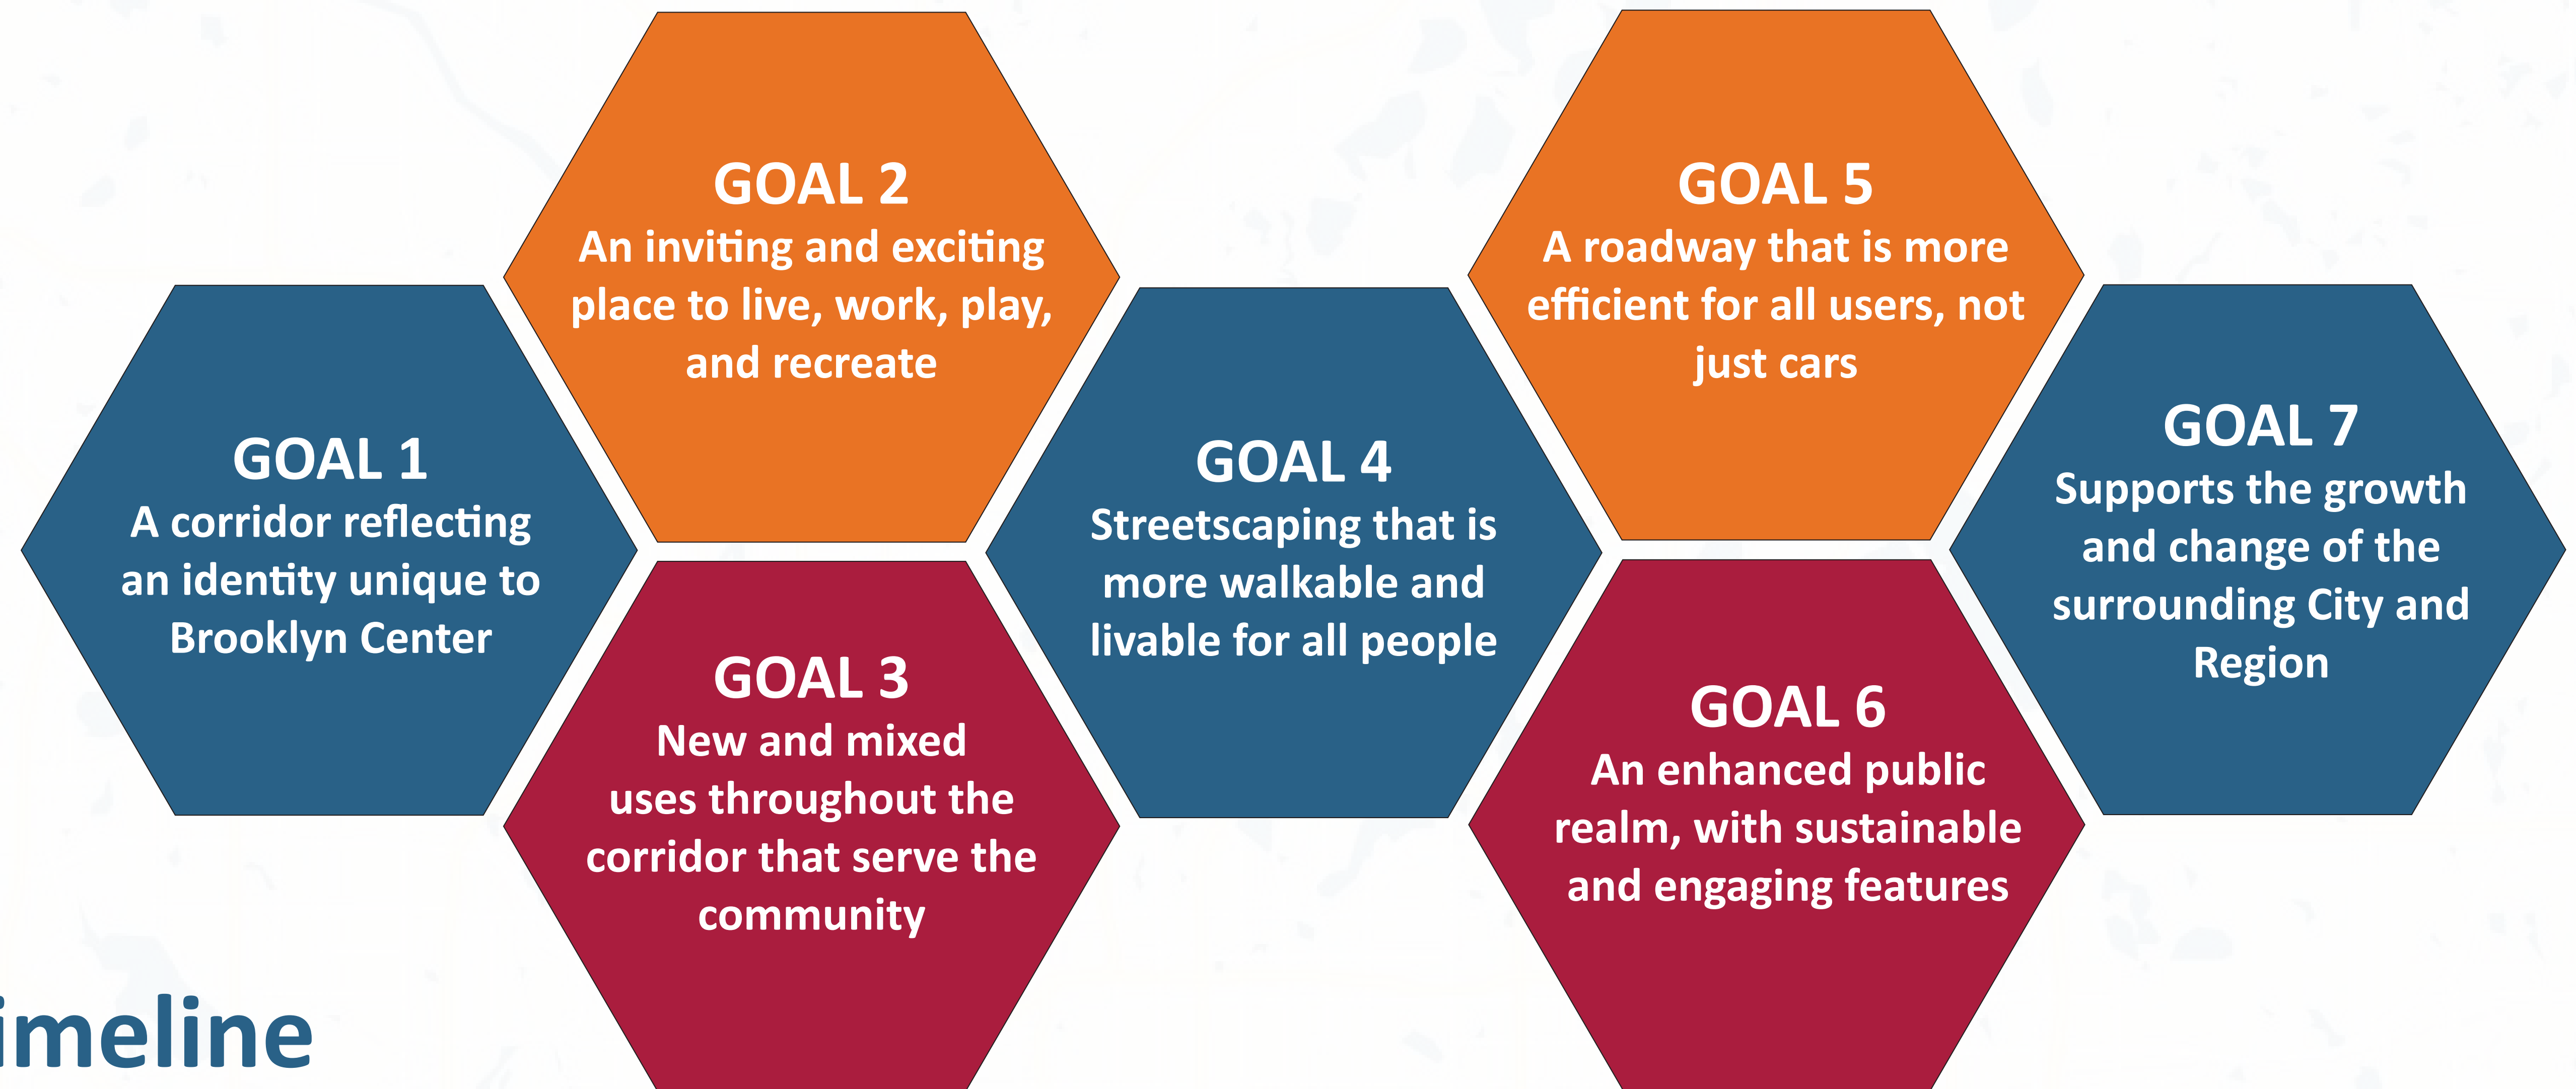 GOAL 1
A corridor reflecting
an identity unique to
Brooklyn Center
GOAL 2
An inviting and exciting
place to live, work, play,
and recreate
GOAL 3
New and mixed
uses throughout the
corridor that serve the
community
GOAL 4
Streetscaping that is
more walkable and
livable for all people
GOAL 5
A roadway that is more
efficient for all users, not
just cars
GOAL 6
An enhanced public
realm, with sustainable
and engaging features
GOAL 7
Supports the growth
and change of the
surrounding City and
Region
imeline